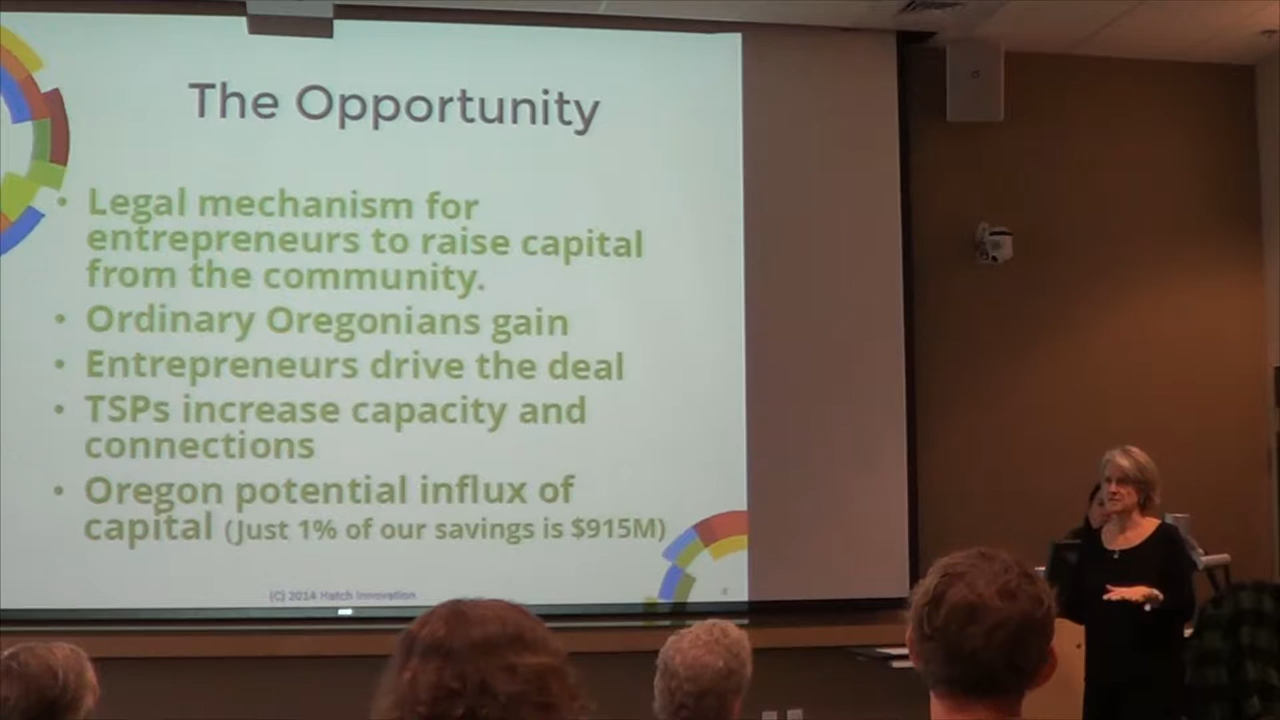 The Opportunity
• Legal mechanism for
entrepreneurs to raise capital
from the community.
• Ordinary Oregonians gain
• Entrepreneurs drive the deal
• TSPs increase capacity and
connections
• Oregon potential influx of
capital (Just 1% of our savings is $915M)
(C) 2014 Hatch Innovation